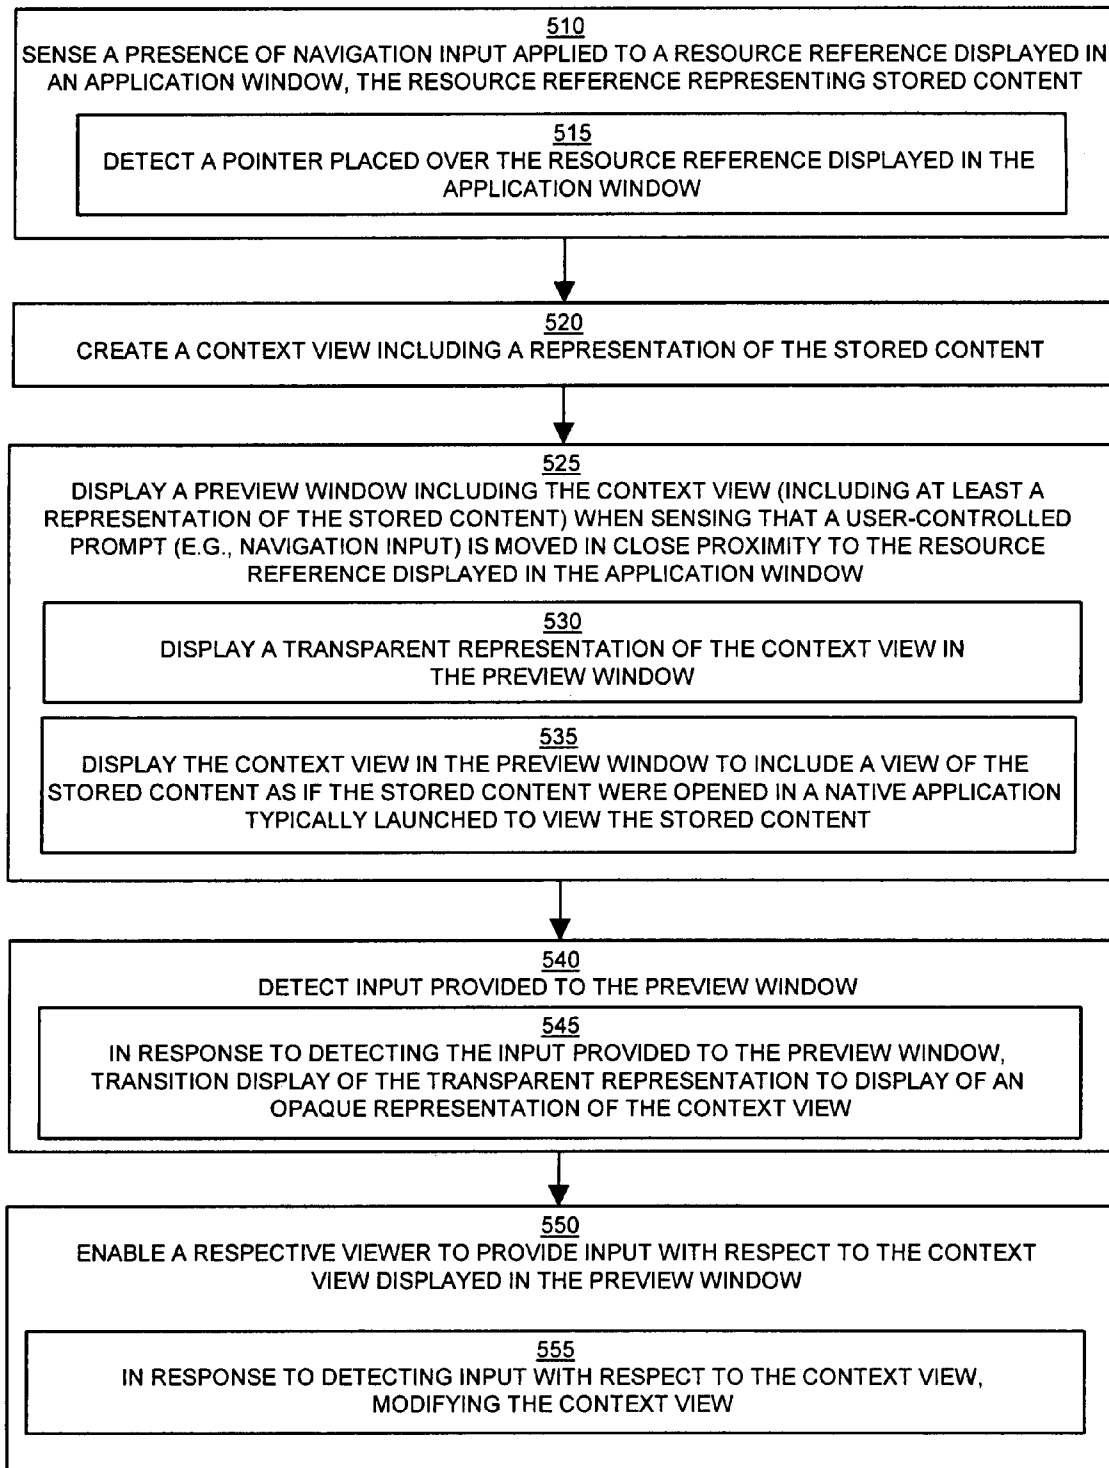 510
SENSE A PRESENCE OF NAVIGATION INPUT APPLIED TO A RESOURCE REFERENCE DISPLAYED IN
AN APPLICATION WINDOW, THE RESOURCE REFERENCE REPRESENTING STORED CONTENT
515
DETECT A POINTER PLACED OVER THE RESOURCE REFERENCE DISPLAYED IN THE
APPLICATION WINDOW
520
CREATE A CONTEXT VIEW INCLUDING A REPRESENTATION OF THE STORED CONTENT
525
DISPLAY A PREVIEW WINDOW INCLUDING THE CONTEXT VIEW (INCLUDING AT LEAST A
REPRESENTATION OF THE STORED CONTENT) WHEN SENSING THAT A USER-CONTROLLED
PROMPT (E.G., NAVIGATION INPUT) IS MOVED IN CLOSE PROXIMITY TO THE RESOURCE
REFERENCE DISPLAYED IN THE APPLICATION WINDOW
530
DISPLAY A TRANSPARENT REPRESENTATION OF THE CONTEXT VIEW IN
THE PREVIEW WINDOW
535
DISPLAY THE CONTEXT VIEW IN THE PREVIEW WINDOW TO INCLUDE A VIEW OF THE
STORED CONTENT AS IF THE STORED CONTENT WERE OPENED IN A NATIVE APPLICATION
TYPICALLY LAUNCHED TO VIEW THE STORED CONTENT
540
DETECT INPUT PROVIDED TO THE PREVIEW WINDOW
545
IN RESPONSE TO DETECTING THE INPUT PROVIDED TO THE PREVIEW WINDOW,
TRANSITION DISPLAY OF THE TRANSPARENT REPRESENTATION TO DISPLAY OF AN
OPAQUE REPRESENTATION OF THE CONTEXT VIEW
550
ENABLE A RESPECTIVE VIEWER TO PROVIDE INPUT WITH RESPECT TO THE CONTEXT
VIEW DISPLAYED IN THE PREVIEW WINDOW
555
IN RESPONSE TO DETECTING INPUT WITH RESPECT TO THE CONTEXT VIEW,
MODIFYING THE CONTEXT VIEW